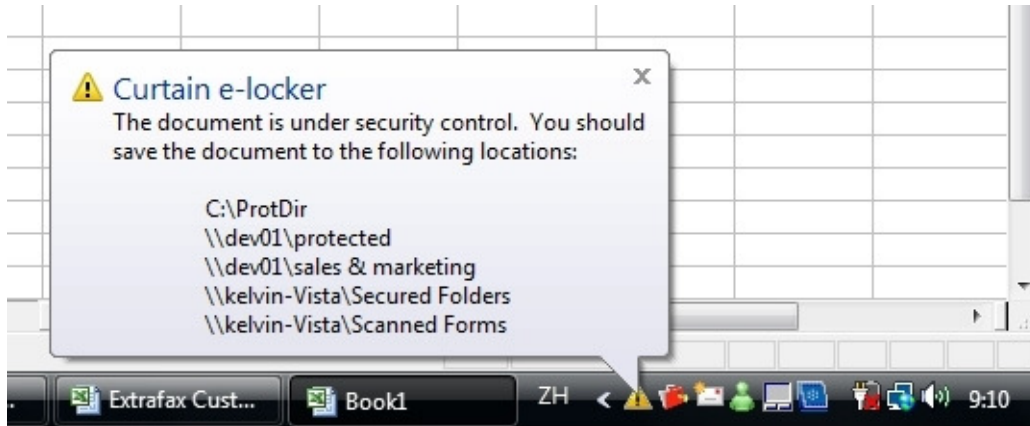 Curtain e-locker
The document is under security control.  You should
save the document to the following locations:
C:\ProtDir
\\dev01\protected
\\dev01\sales & marketing
\\kelvin-Vista\Secured Folders
\\kelvin-Vista\Scanned Forms
Extrafax Cust...
Book1
ZH
9:10